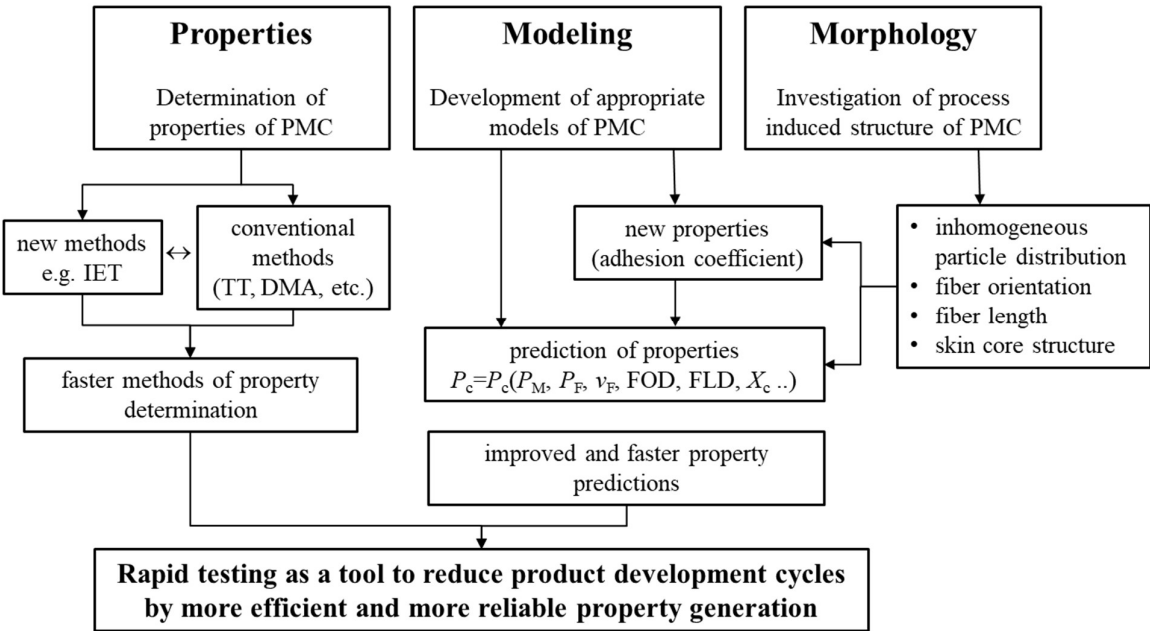 Properties
Determination of
properties of PMC
Modeling
Development of appropriate
models of PMC
Morphology
Investigation of process
induced structure of PMC
new methods
e.g. IET
↔
conventional
methods
(TT, DMA, etc.)
new properties
(adhesion coefficient)
• inhomogeneous
particle distribution
• fiber orientation
• fiber length
• skin core structure
prediction of properties
Pc=Pc(PM, PF, vF, FOD, FLD, Xc ..)
faster methods of property
determination
improved and faster property
predictions
Rapid testing as a tool to reduce product development cycles
by more efficient and more reliable property generation